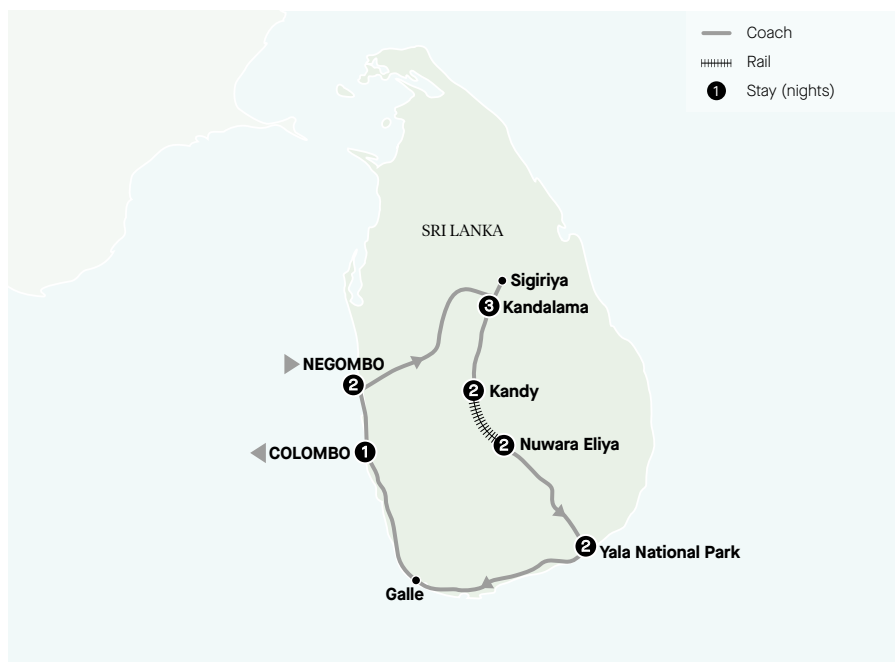 Coach
Rail
1 Stay (nights)
SRI LANKA
Sigiriya
3 Kandalama
NEGOMBO
2
2 Kandy
COLOMBO 1
2 Nuwara Eliya
2 Yala National Park
Galle